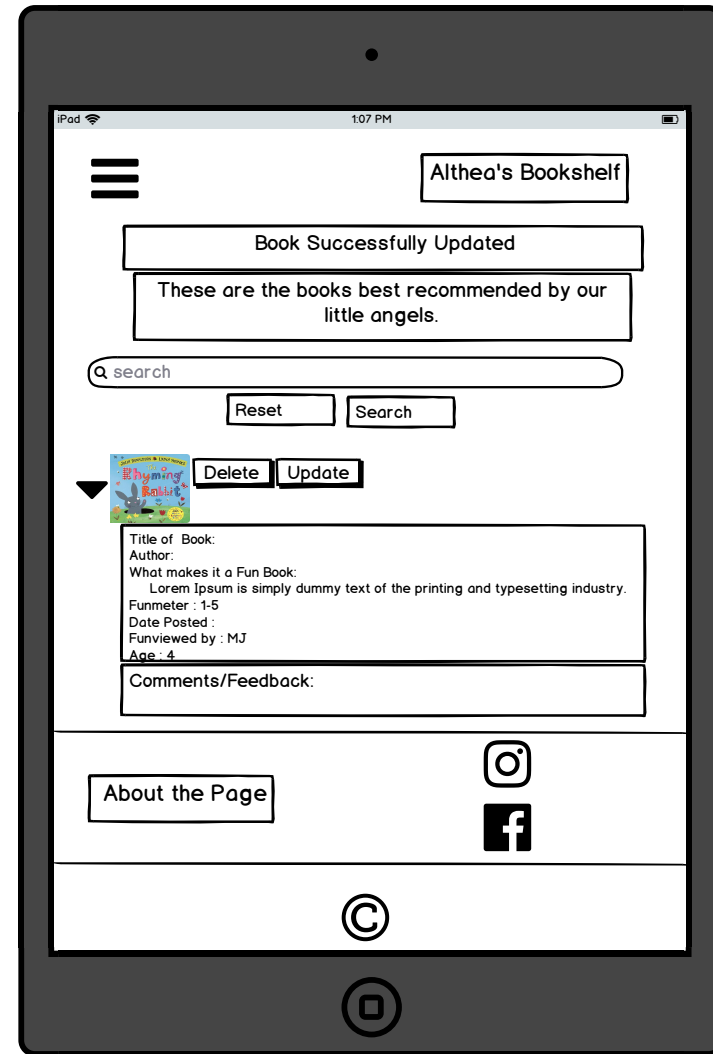 iPad
1:07 PM
Althea's Bookshelf
Book Successfully Updated
These are the books best recommended by our
little angels.
search
Reset
Search
Rhyming
Rabbit
Delete
Update
Title of Book:
Author:
What makes it a Fun Book:
Lorem Ipsum is simply dummy text of the printing and typesetting industry.
Funmeter : 1-5
Date Posted :
Funviewed by : MJ
Age : 4
Comments/Feedback:
About the Page
©